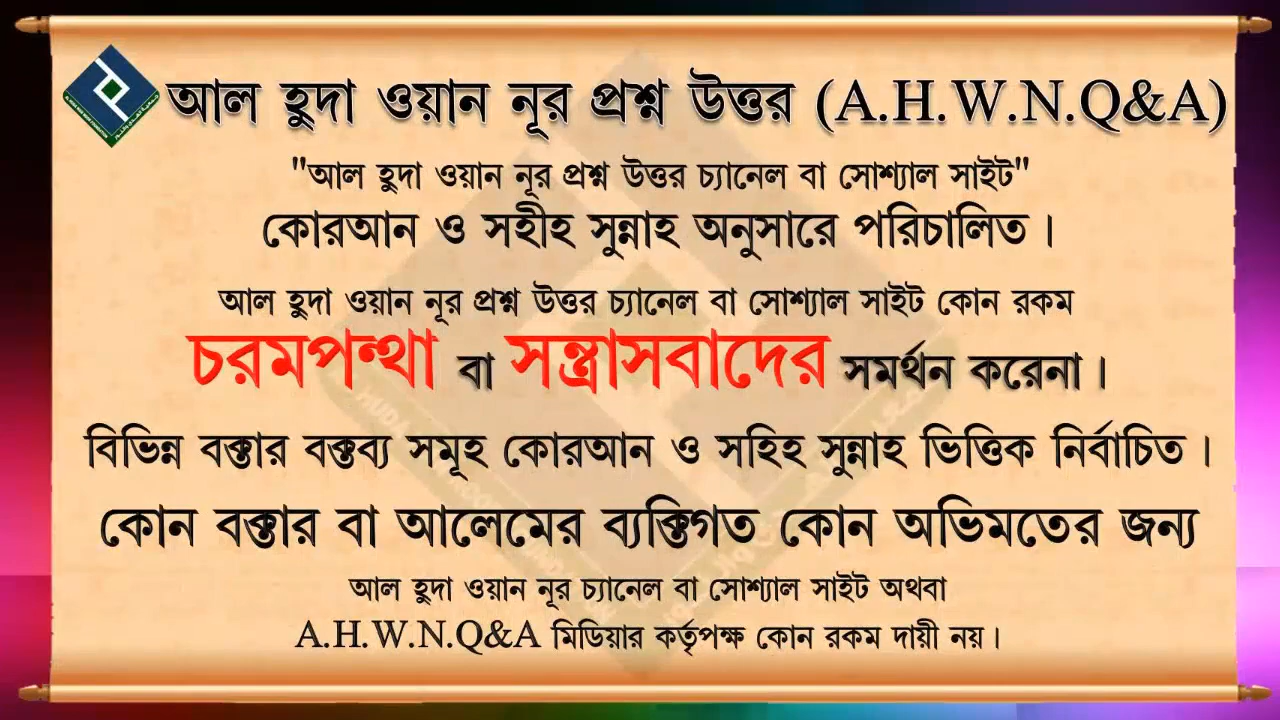 আল হুদা ওয়ান নূর প্রশ্ন উত্তর (A.H.W.N.Q&A)
"আল হুদা ওয়ান নূর প্রশ্ন উত্তর চ্যানেল বা সোশ্যাল সাইট"
কোরআন ও সহীহ সুন্নাহ অনুসারে পরিচালিত ।
আল হুদা ওয়ান নূর প্রশ্ন উত্তর চ্যানেল বা সোশ্যাল সাইট কোন রকম
চরমপন্থা বা সন্ত্রাসবাদের সমর্থন করেনা ।
বিভিন্ন বক্তার বক্তব্য সমূহ কোরআন ও সহিহ সুন্নাহ ভিত্তিক নির্বাচিত ।
কোন বক্তার বা আলেমের ব্যক্তিগত কোন অভিমতের জন্য
আল হুদা ওয়ান নূর চ্যানেল বা সোশ্যাল সাইট অথবা
A.H.W.N.Q&A মিডিয়ার কর্তৃপক্ষ কোন রকম দায়ী নয় ।